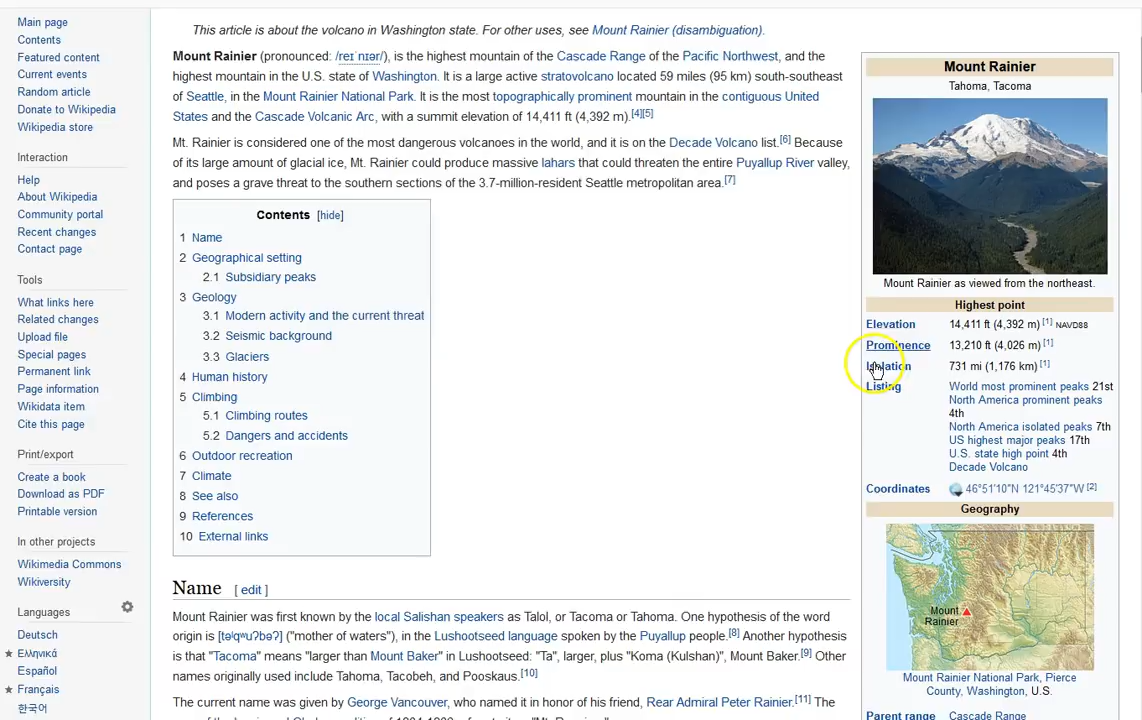 Main page
Contents
Featured content
Current events
Random article
Donate to Wikipedia
Wikipedia store
Interaction
Help
About Wikipedia
Community portal
Recent changes
Contact page
Tools
What links here
Related changes
Upload file
Special pages
Permanent link
Page information
Wikidata item
Cite this page
Print/export
Create a book
Download as PDF
Printable version
In other projects
Wikimedia Commons
Wikiversity
Languages
Deutsch
Ελληνικά
Español
Français
한국어
This article is about the volcano in Washington state. For other uses, see Mount Rainier (disambiguation).
Mount Rainier (pronounced: /reɪˈnɪər/), is the highest mountain of the Cascade Range of the Pacific Northwest, and the
highest mountain in the U.S. state of Washington. It is a large active stratovolcano located 59 miles (95 km) south-southeast
of Seattle, in the Mount Rainier National Park. It is the most topographically prominent mountain in the contiguous United
States and the Cascade Volcanic Arc, with a summit elevation of 14,411 ft (4,392 m).[4][5]
Mt. Rainier is considered one of the most dangerous volcanoes in the world, and it is on the Decade Volcano list.[6] Because
of its large amount of glacial ice, Mt. Rainier could produce massive lahars that could threaten the entire Puyallup River valley,
and poses a grave threat to the southern sections of the 3.7-million-resident Seattle metropolitan area.[7]
Contents [hide]
1 Name
2 Geographical setting
2.1 Subsidiary peaks
3 Geology
3.1 Modern activity and the current threat
3.2 Seismic background
3.3 Glaciers
4 Human history
5 Climbing
5.1 Climbing routes
5.2 Dangers and accidents
6 Outdoor recreation
7 Climate
8 See also
9 References
10 External links
Name [ edit ]
Mount Rainier was first known by the local Salishan speakers as Talol, or Tacoma or Tahoma. One hypothesis of the word
origin is [təˡqʷuʔbəʔ] ("mother of waters"), in the Lushootseed language spoken by the Puyallup people.[8] Another hypothesis
is that "Tacoma" means "larger than Mount Baker" in Lushootseed: "Ta", larger, plus "Koma (Kulshan)", Mount Baker.[9] Other
names originally used include Tahoma, Tacobeh, and Pooskaus.[10]
The current name was given by George Vancouver, who named it in honor of his friend, Rear Admiral Peter Rainier.[11] The
Mount Rainier
Tahoma, Tacoma
Mount Rainier as viewed from the northeast.
Highest point
Elevation 14,411 ft (4,392 m) [1] NAVD88
Prominence 13,210 ft (4,026 m) [1]
Isolation 731 mi (1,176 km) [1]
Listing World most prominent peaks 21st
North America prominent peaks
4th
North America isolated peaks 7th
US highest major peaks 17th
U.S. state high point 4th
Decade Volcano
Coordinates 46°51′10″N 121°45′37″W [2]
Geography
Mount
Rainier
Mount Rainier National Park, Pierce
County, Washington, U.S.
Parent range Cascade Range